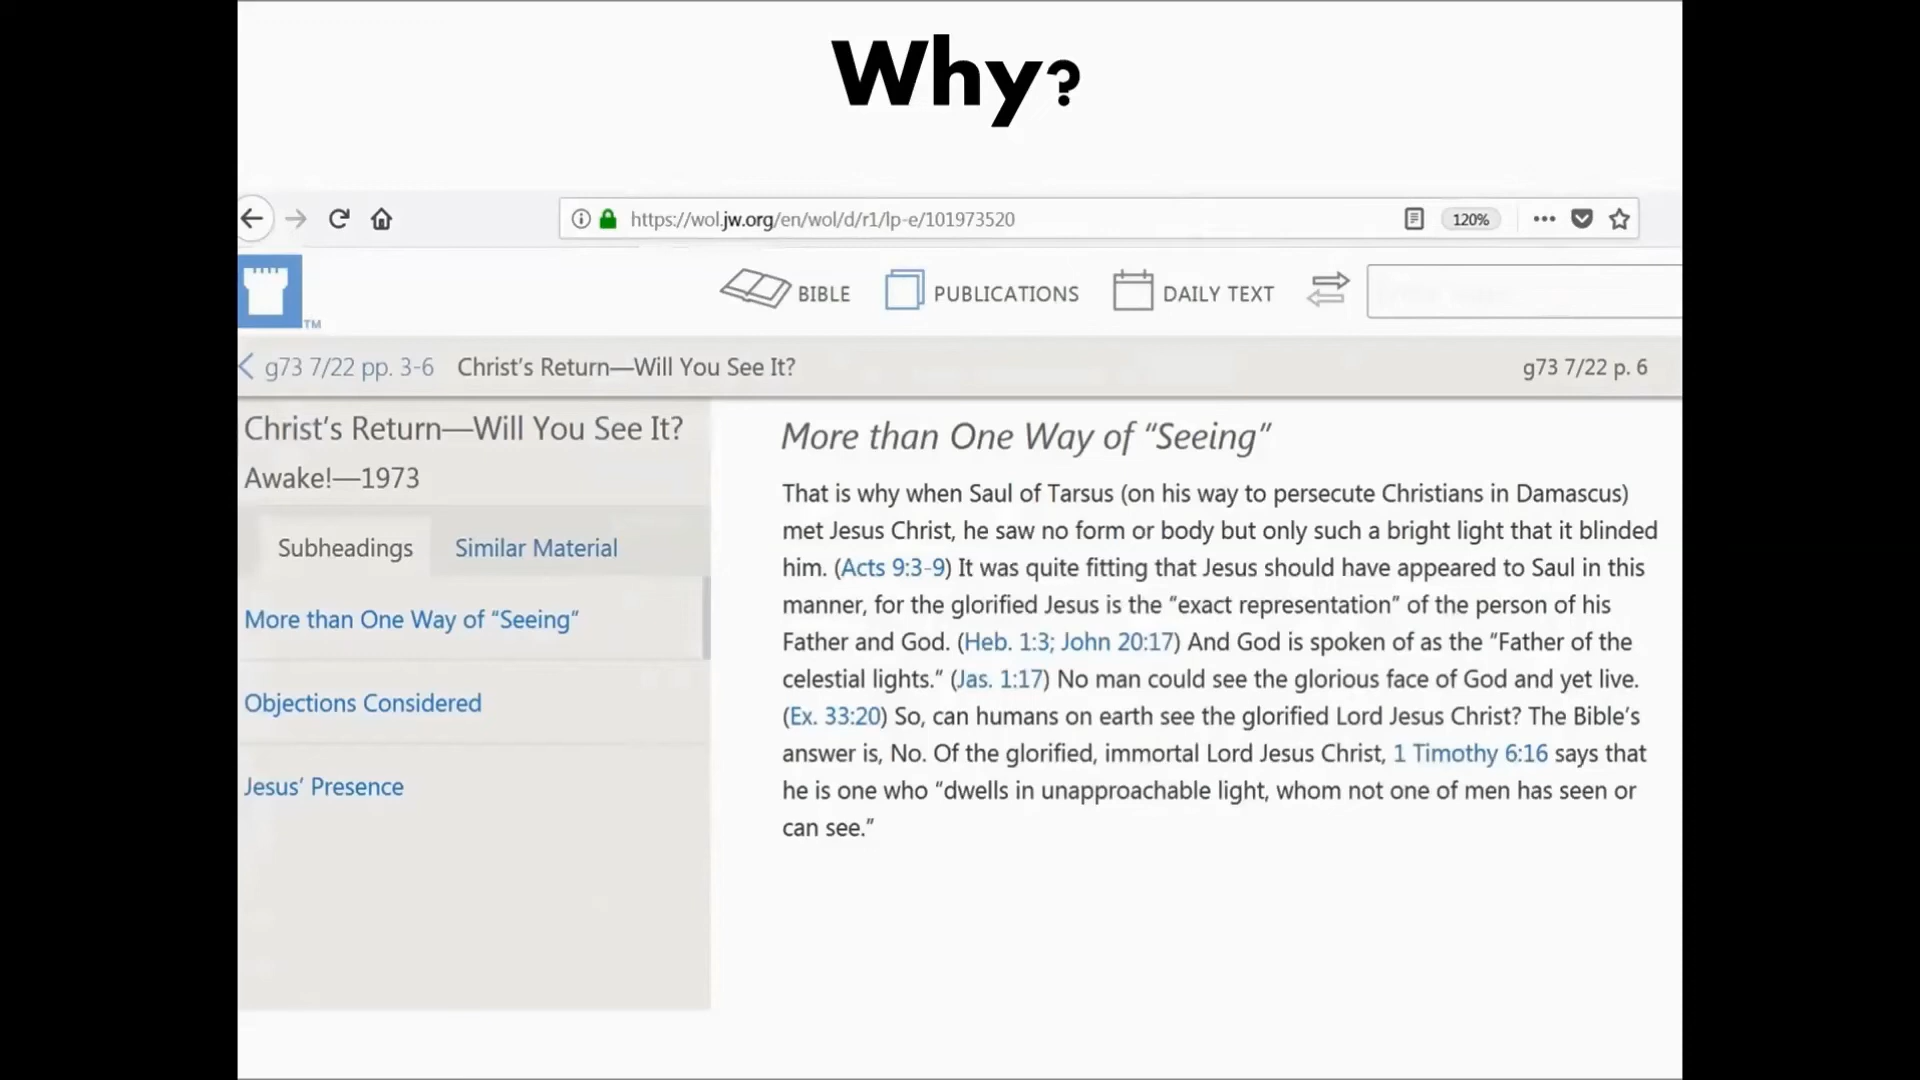 Why?
https://wol.jw.org/en/wol/d/r1/lp-e/101973520
120%
BIBLE
PUBLICATIONS
DAILY TEXT
TM
g73 7/22 pp. 3-6 Christ's Return—Will You See It?
g73 7/22 p. 6
Christ's Return—Will You See It?
Awake!—1973
Subheadings
Similar Material
More than One Way of “Seeing”
Objections Considered
Jesus’ Presence
More than One Way of “Seeing”
That is why when Saul of Tarsus (on his way to persecute Christians in Damascus)
met Jesus Christ, he saw no form or body but only such a bright light that it blinded
him. (Acts 9:3-9) It was quite fitting that Jesus should have appeared to Saul in this
manner, for the glorified Jesus is the “exact representation” of the person of his
Father and God. (Heb. 1:3; John 20:17) And God is spoken of as the “Father of the
celestial lights.” (Jas. 1:17) No man could see the glorious face of God and yet live.
(Ex. 33:20) So, can humans on earth see the glorified Lord Jesus Christ? The Bible’s
answer is, No. Of the glorified, immortal Lord Jesus Christ, 1 Timothy 6:16 says that
he is one who “dwells in unapproachable light, whom not one of men has seen or
can see.”